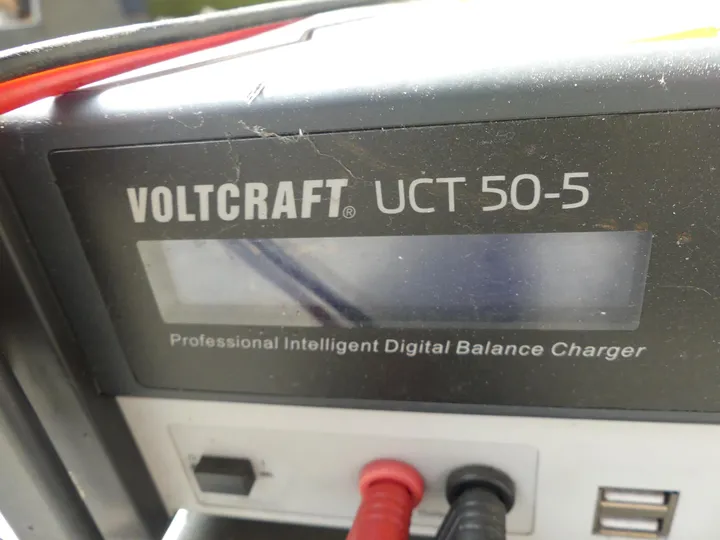 VOLTCRAFT® UCT 50-5
Professional Intelligent Digital Balance Charger